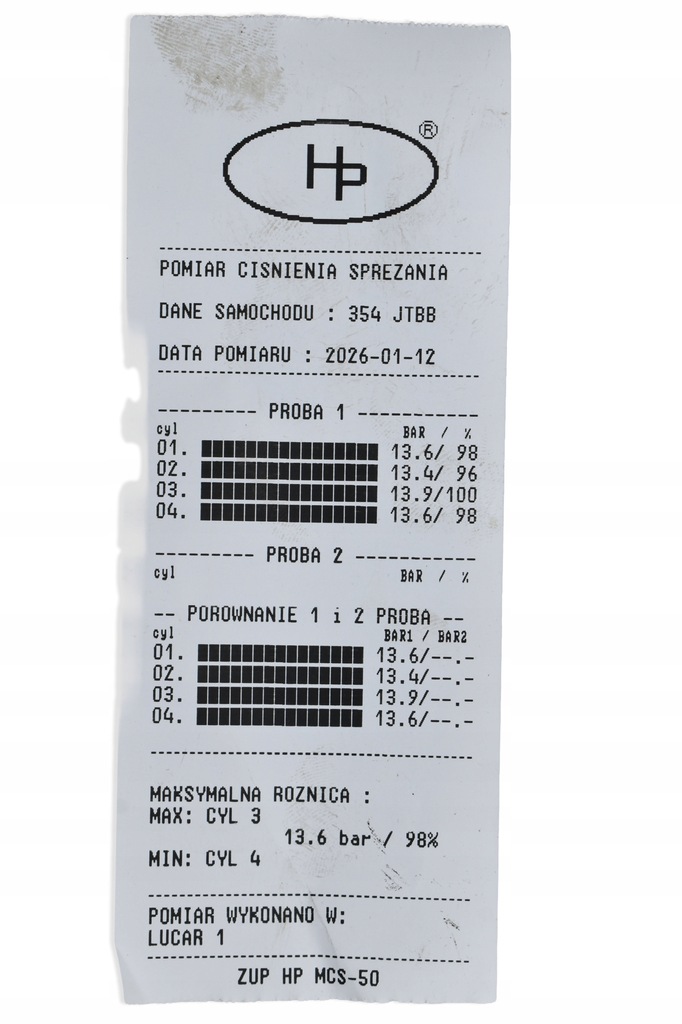 HP ®
POMIAR CISNIENIA SPREZANIA
DANE SAMOCHODU : 354 JTBB
DATA POMIARU : 2026-01-12
--------- PROBA 1 -----------
cyl BAR / %
01. 13.6/ 98
02. 13.4/ 96
03. 13.9/100
04. 13.6/ 98
--------- PROBA 2 -----------
cyl BAR / %
-- POROWNANIE 1 i 2 PROBA --
cyl BAR1 / BAR2
01. 13.6/--.-
02. 13.4/--.-
03. 13.9/--.-
04. 13.6/--.-
MAKSYMALNA ROZNICA :
MAX: CYL 3
13.6 bar / 98%
MIN: CYL 4
POMIAR WYKONANO W:
LUCAR 1
ZUP HP MCS-50